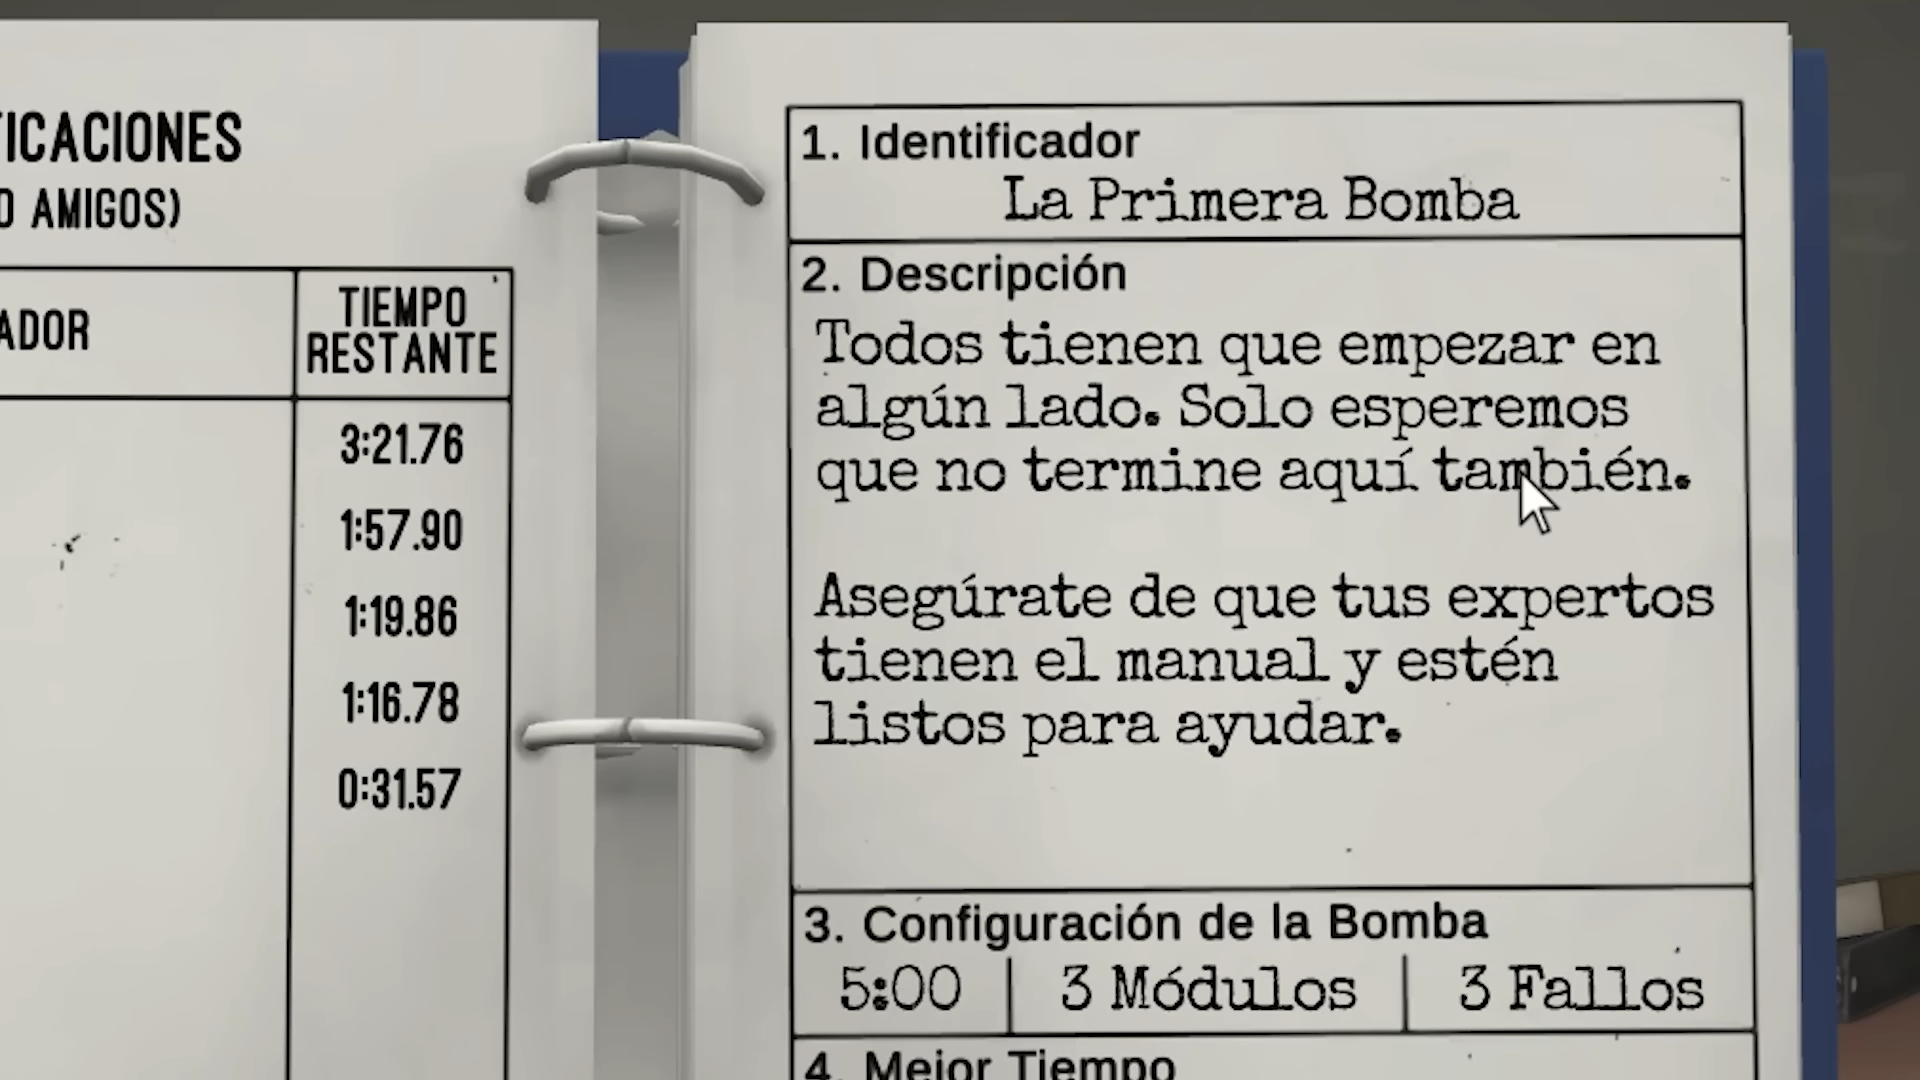 TIEMPO
RESTANTE
3:21.76
1:57.90
1:19.86
1:16.78
0:31.57
AMIGOS)
1. Identificador
La Primera Bomba
2. Descripción
Todos tienen que empezar en
algún lado. Solo esperemos
que no termine aquí también.
Asegúrate de que tus expertos
tienen el manual y estén
listos para ayudar.
3. Configuración de la Bomba
5:00 | 3 Módulos | 3 Fallos
4. Mejor Tiempo